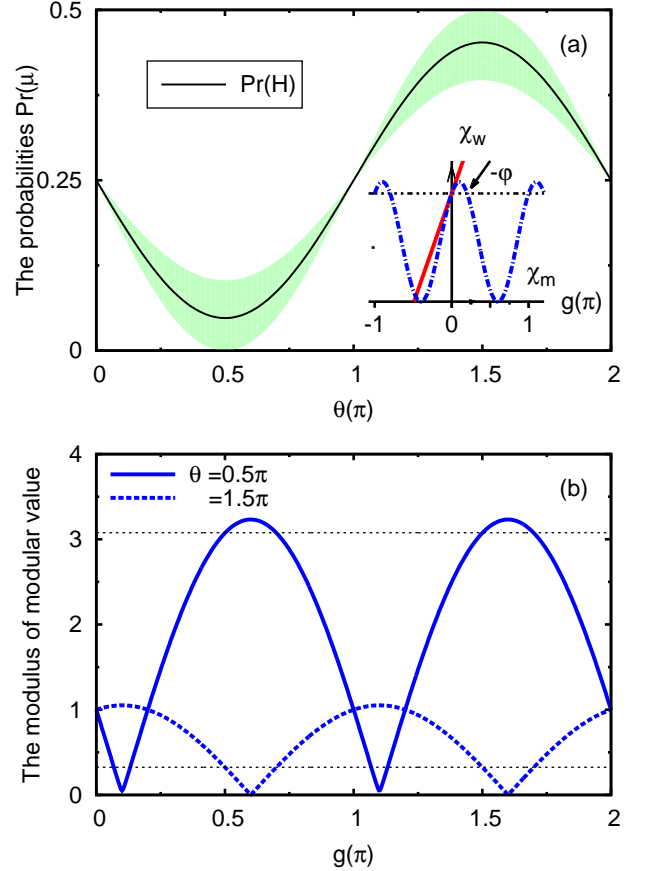 The probabilities Pr(μ)
0.5
0.25
0
(a)
Pr(H)
χw
-φ
χm
g(π)
-1
0
1
0
0.5
1
1.5
2
θ(π)
The modulus of modular value
4
3
2
1
0
θ =0.5π
=1.5π
(b)
0
0.5
1
1.5
2
g(π)